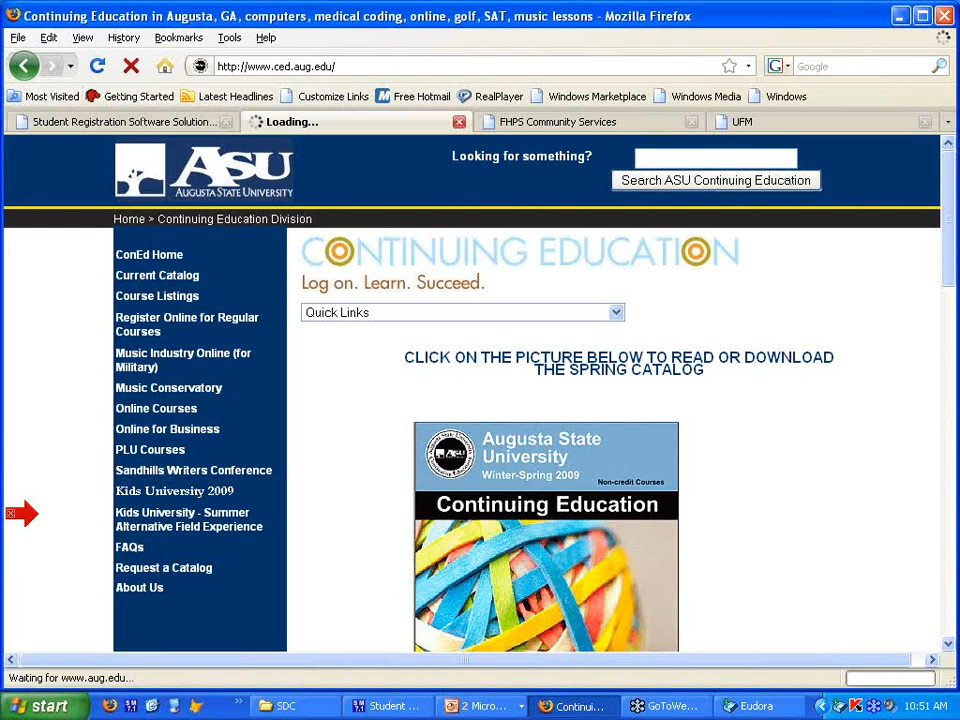 Continuing Education in Augusta, GA, computers, medical coding, online, golf, SAT, music lessons - Mozilla Firefox
File Edit View History Bookmarks Tools Help
http://www.ced.aug.edu/
G Google
Most Visited Getting Started Latest Headlines Customize Links Free Hotmail RealPlayer Windows Marketplace Windows Media Windows
Student Registration Software Solution... Loading... FHPS Community Services UFM
ASU
AUGUSTA STATE
UNIVERSITY
Looking for something?
Search ASU Continuing Education
Home > Continuing Education Division
ConEd Home
Current Catalog
Course Listings
Register Online for Regular
Courses
Music Industry Online (for
Military)
Music Conservatory
Online Courses
Online for Business
PLU Courses
Sandhills Writers Conference
Kids University 2009
Kids University - Summer
Alternative Field Experience
FAQs
Request a Catalog
About Us
CONTINUING EDUCATION
Log on. Learn. Succeed.
Quick Links
CLICK ON THE PICTURE BELOW TO READ OR DOWNLOAD
THE SPRING CATALOG
Augusta State
University
Winter-Spring 2009
Non-credit Courses
Continuing Education
Waiting for www.aug.edu...
start SDC Student ... 2 Micro... Continui... GoToWe... Eudora 10:51 AM